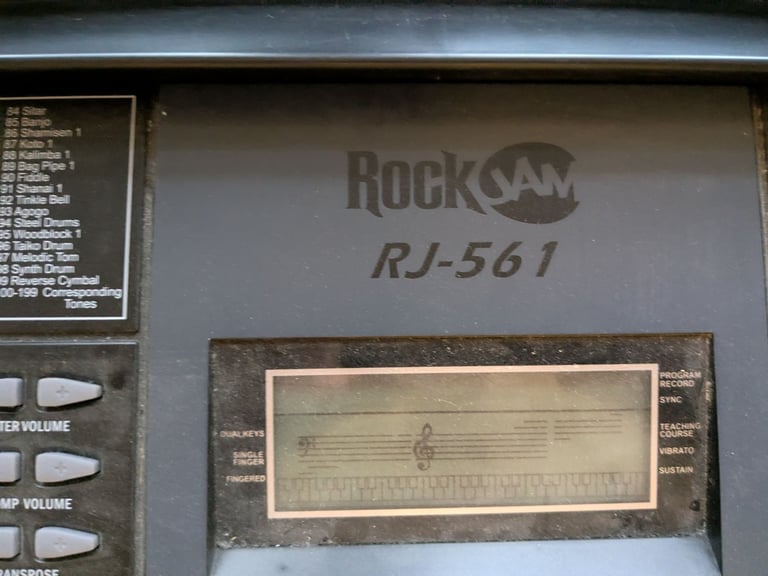 84 Sitar
85 Banjo
86 Shamisen 1
87 Koto 1
88 Kalimba 1
89 Bag Pipe 1
90 Fiddle
91 Shanai 1
92 Tinkle Bell
93 Agogo
94 Steel Drums
95 Woodblock 1
96 Taiko Drum
97 Melodic Tom
98 Synth Drum
99 Reverse Cymbal
00-199 Corresponding
Tones
ROCKJAM
RJ-561
PROGRAM
RECORD
SYNC
TEACHING
COURSE
VIBRATO
SUSTAIN
DUALKEYS
SINGLE
FINGER
FINGERED
TER VOLUME
MP VOLUME
RANSPOSE